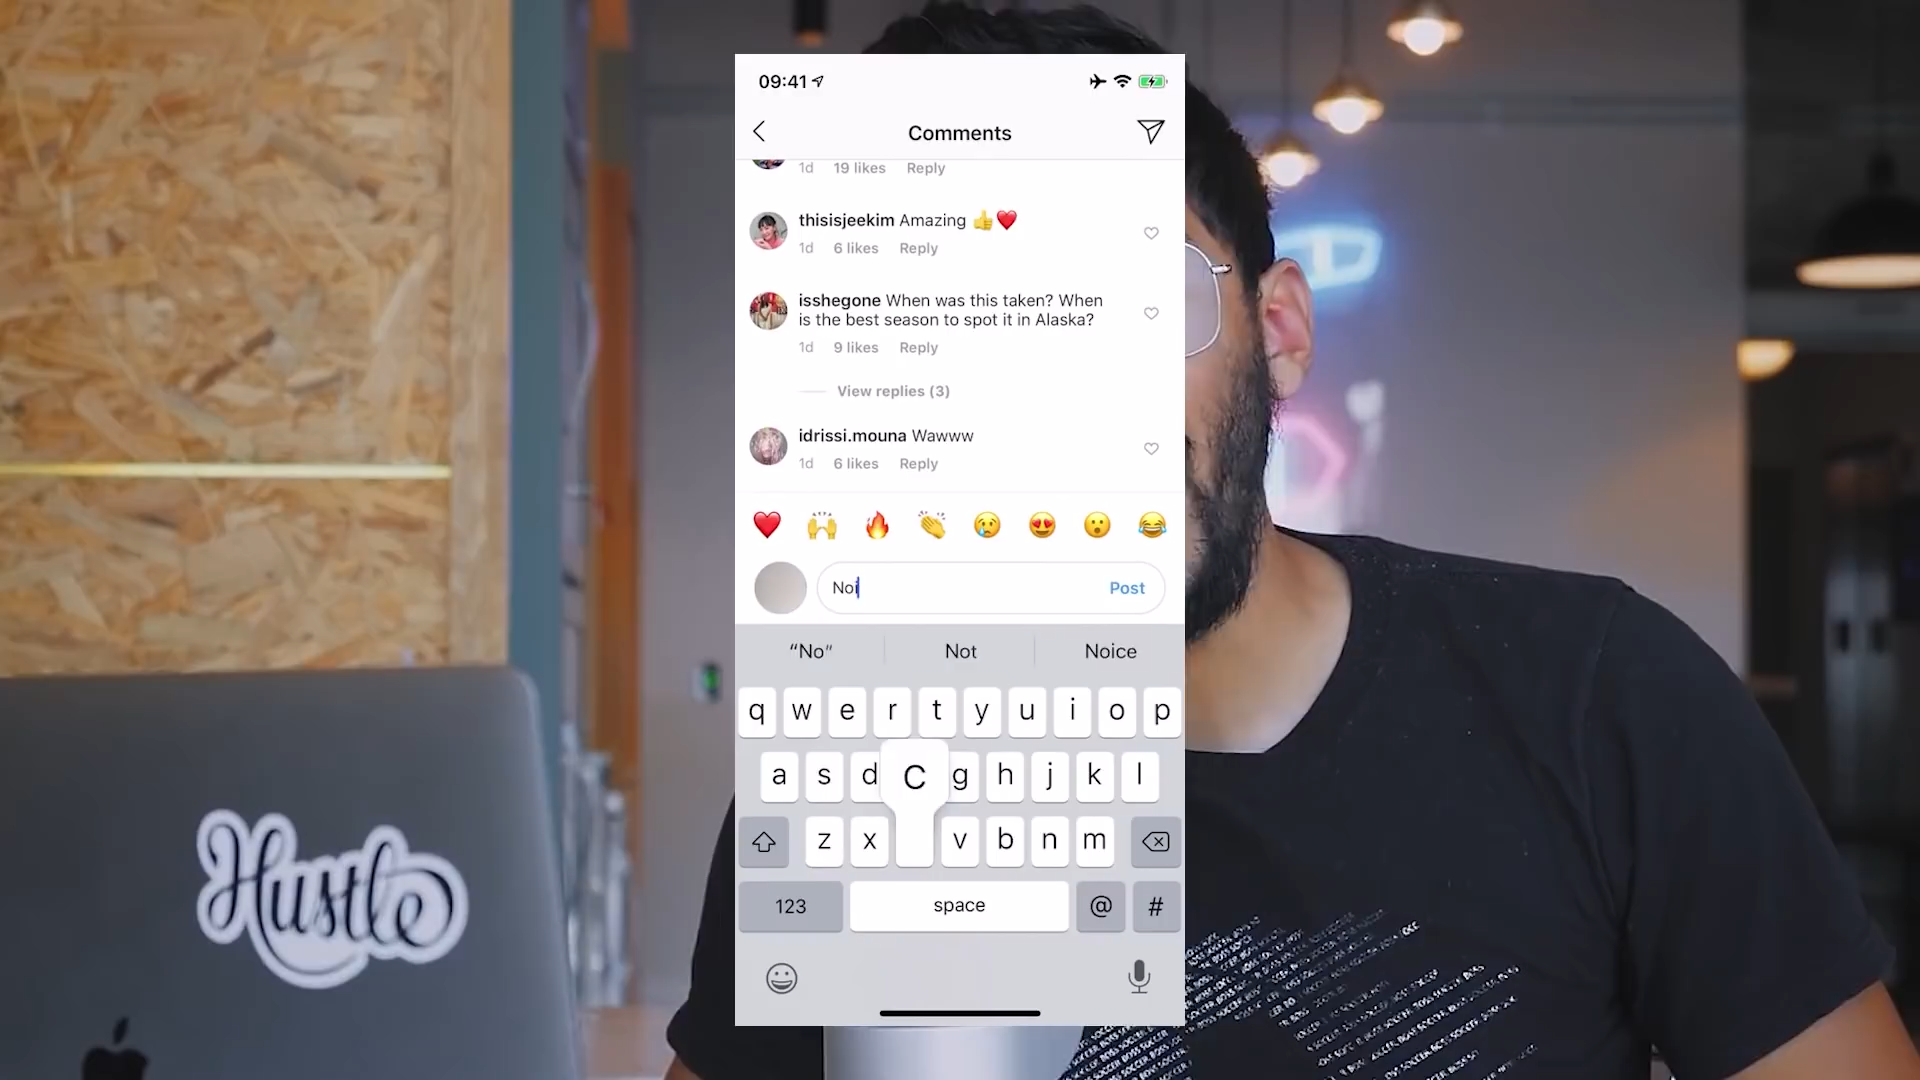 09:41
Comments
1d 19 likes Reply
thisisjeekim Amazing 👍❤️
1d 6 likes Reply
isshegone When was this taken? When
is the best season to spot it in Alaska?
1d 9 likes Reply
View replies (3)
idrissi.mouna Wawww
1d 6 likes Reply
Noi Post
“No” Not Noice
q w e r t y u i o p
a s d C g h j k l
z x v b n m
123 space @ #
Hustle